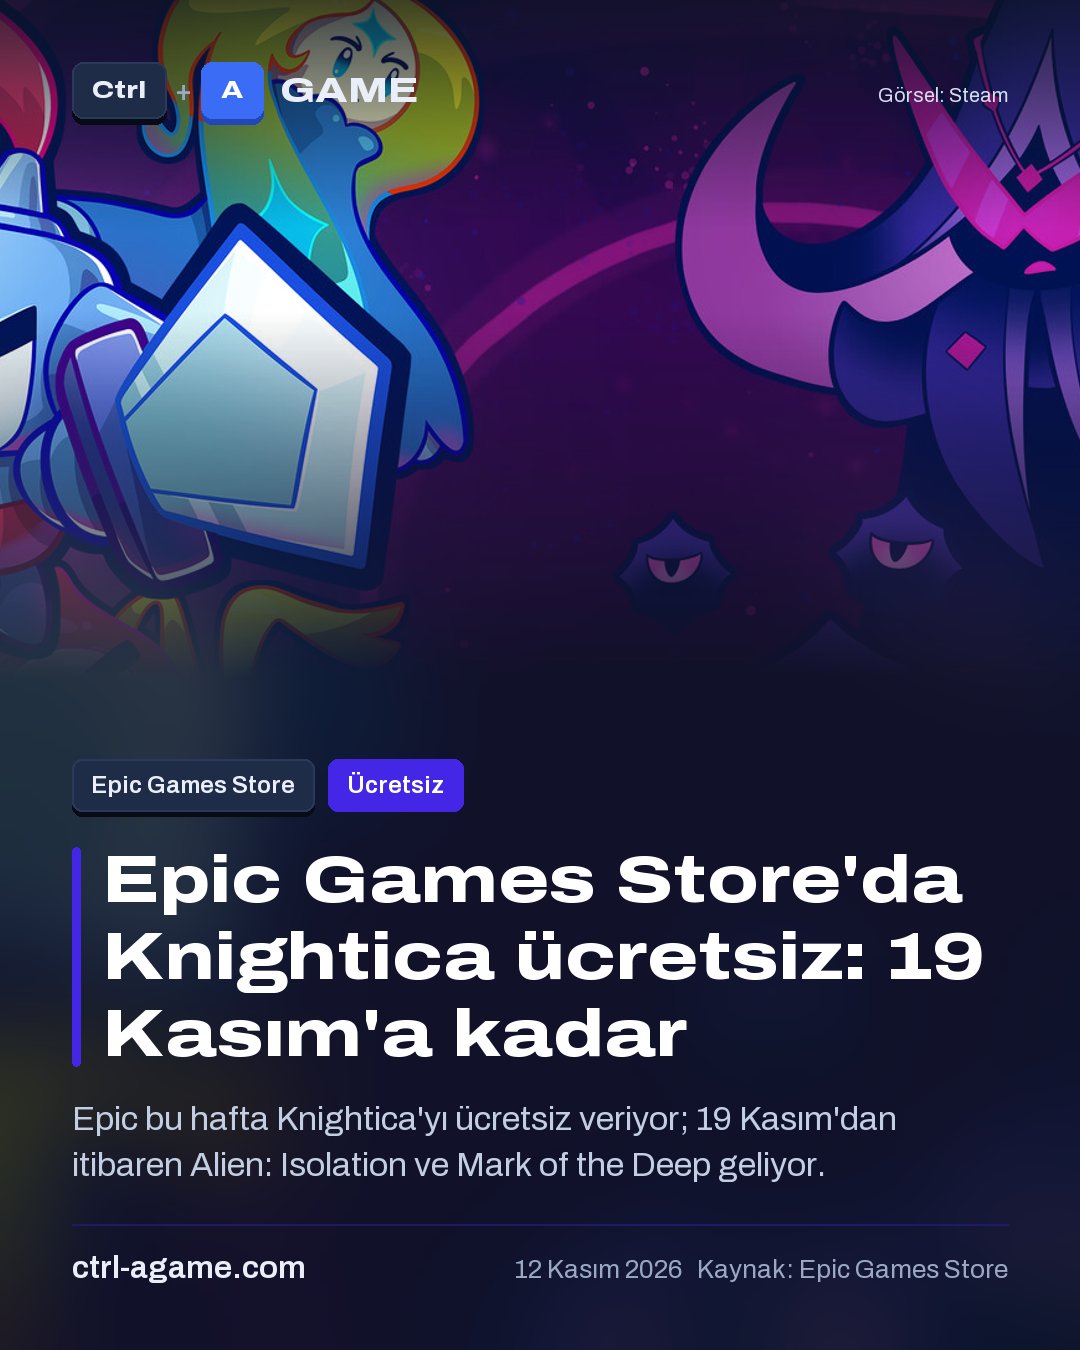 Ctrl + A GAME
Görsel: Steam
Epic Games Store
Ücretsiz
Epic Games Store'da
Knightica ücretsiz: 19
Kasım'a kadar
Epic bu hafta Knightica'yı ücretsiz veriyor; 19 Kasım'dan
itibaren Alien: Isolation ve Mark of the Deep geliyor.
ctrl-agame.com
12 Kasım 2026 Kaynak: Epic Games Store